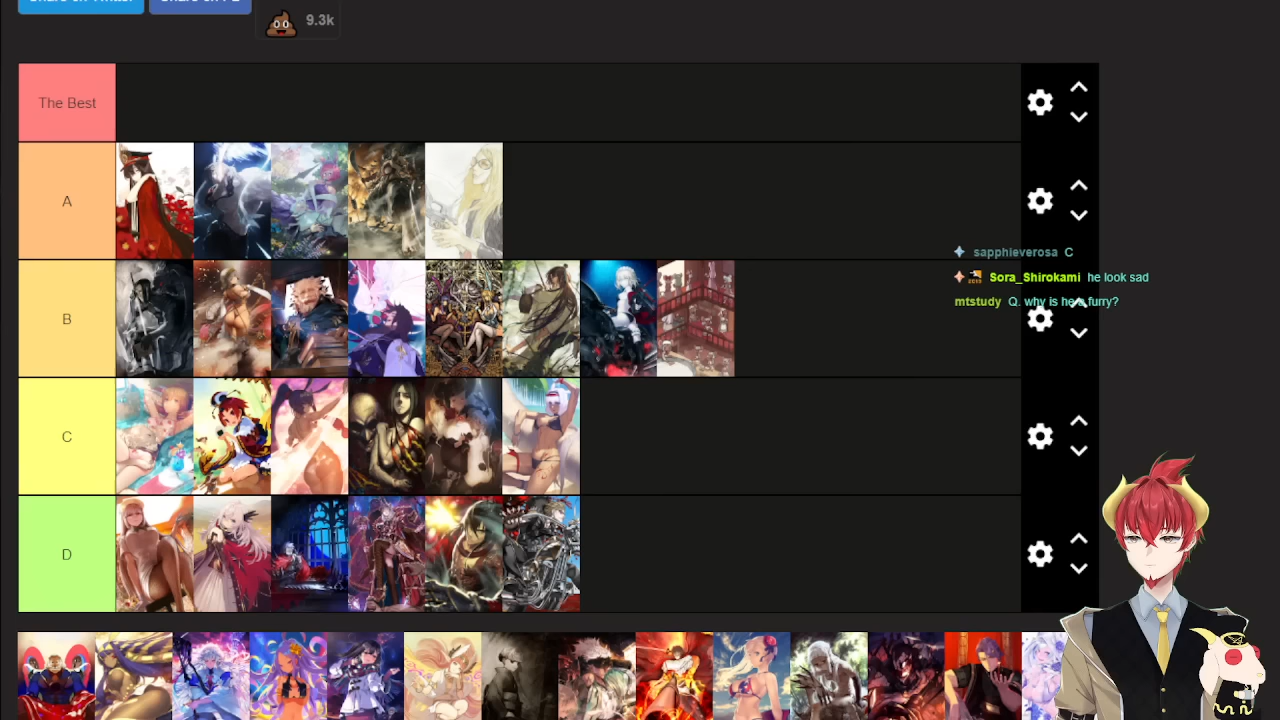 9.3k
The Best
A
sapphieverosa C
Sora_Shirokami he look sad
mtstudy Q. why is he a furry?
B
C
D